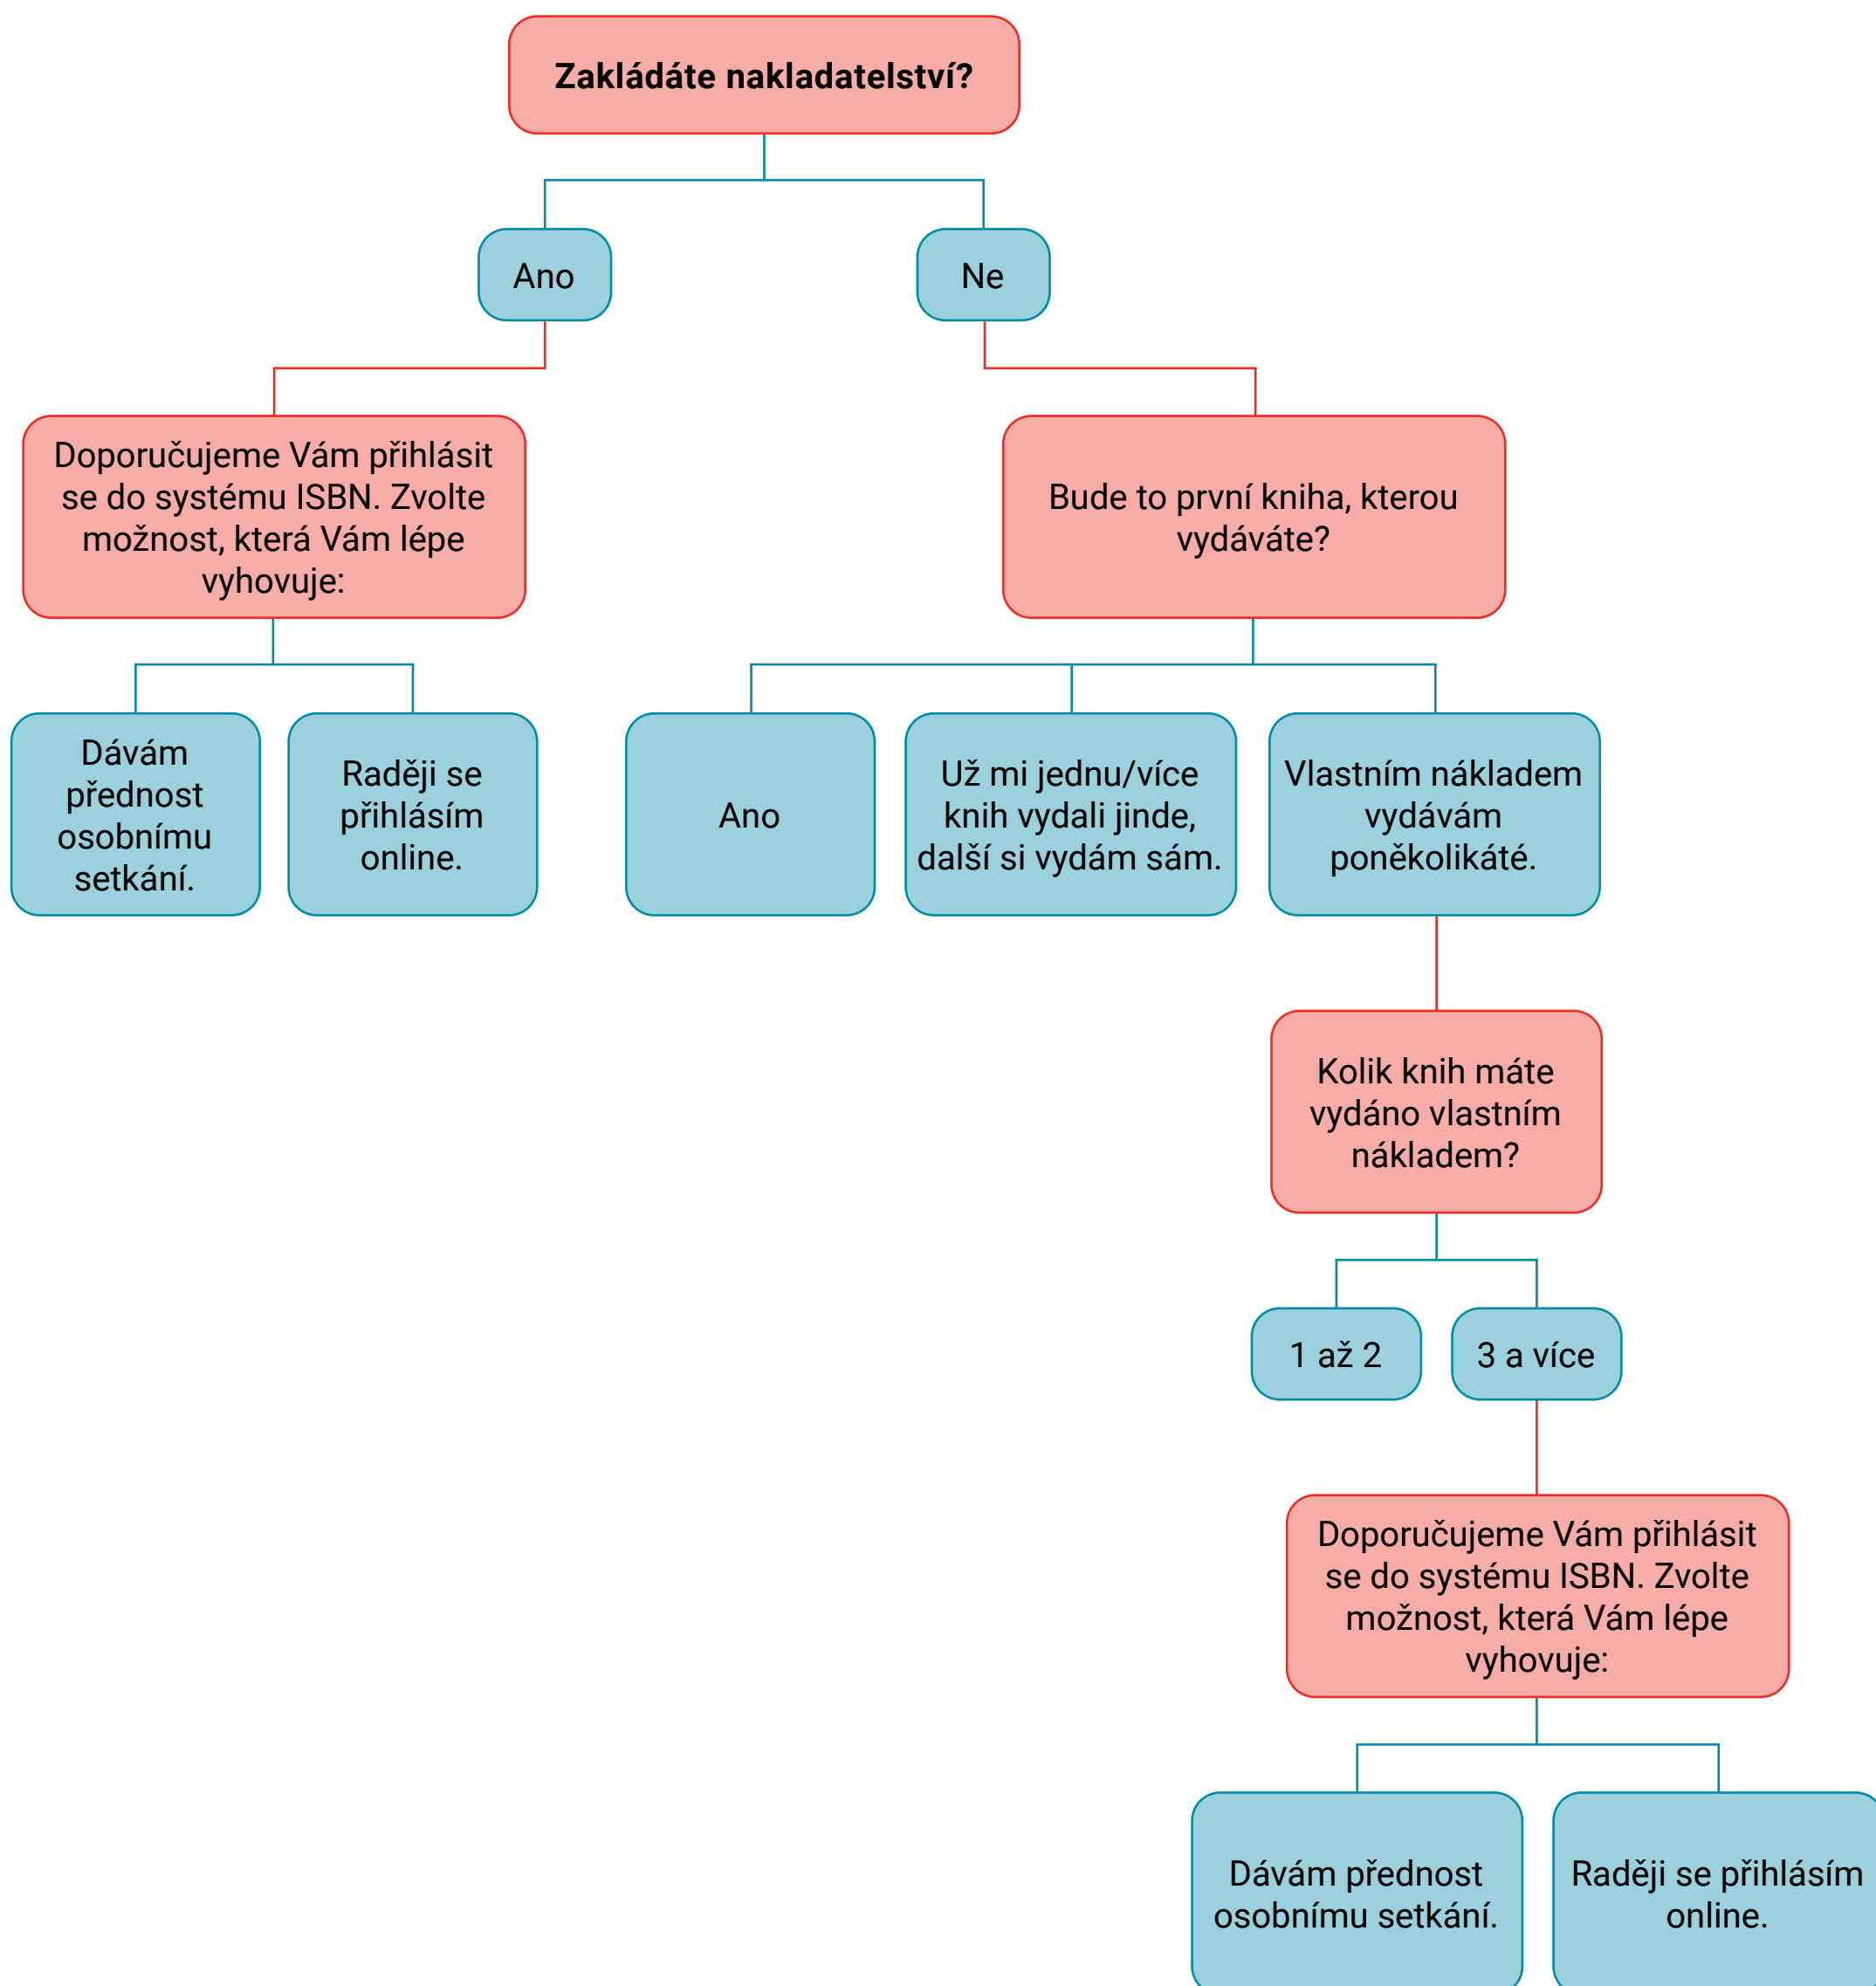 Zakládáte nakladatelství?
Ano
Ne
Doporučujeme Vám přihlásit
se do systému ISBN. Zvolte
možnost, která Vám lépe
vyhovuje:
Bude to první kniha, kterou
vydáváte?
Dávám
přednost
osobnímu
setkání.
Raději se
přihlásím
online.
Ano
Už mi jednu/více
knih vydali jinde,
další si vydám sám.
Vlastním nákladem
vydávám
poněkolikáté.
Kolik knih máte
vydáno vlastním
nákladem?
1 až 2
3 a více
Doporučujeme Vám přihlásit
se do systému ISBN. Zvolte
možnost, která Vám lépe
vyhovuje:
Dávám přednost
osobnímu setkání.
Raději se přihlásím
online.